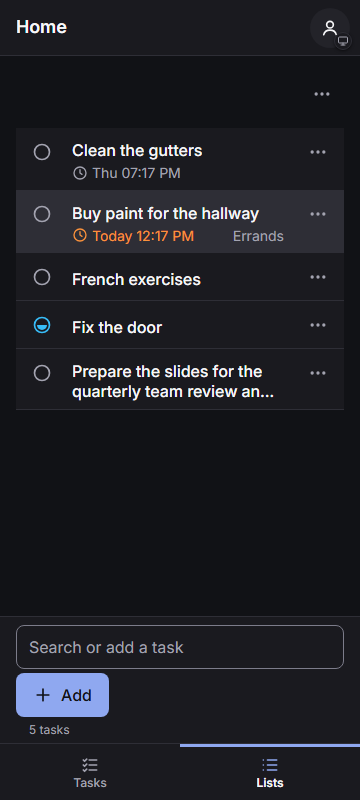 Home
Clean the gutters
Thu 07:17 PM
Buy paint for the hallway
Today 12:17 PM Errands
French exercises
Fix the door
Prepare the slides for the
quarterly team review an...
Search or add a task
Add
5 tasks
Tasks Lists